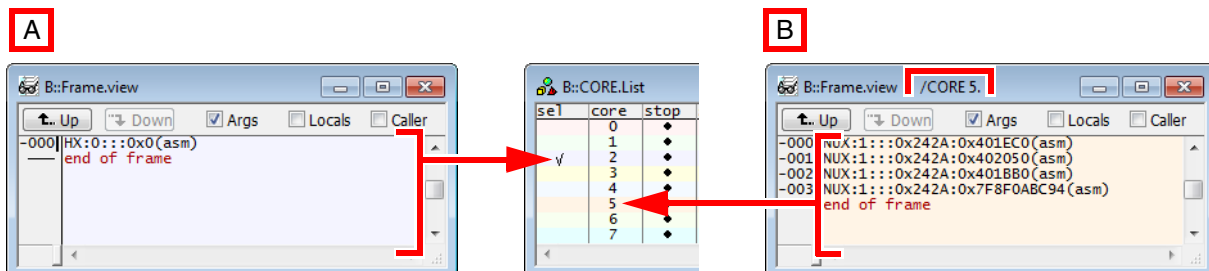 A
B
B::Frame.view
Up Down Args Locals Caller
-000 HX:0:::0x0(asm)
end of frame
B::CORE.List
sel core stop
0
1
√ 2
3
4
5
6
7
B::Frame.view /CORE 5.
Up Down Args Locals Caller
-000 NUX:1:::0x242A:0x401EC0(asm)
-001 NUX:1:::0x242A:0x402050(asm)
-002 NUX:1:::0x242A:0x401BB0(asm)
-003 NUX:1:::0x242A:0x7F8F0ABC94(asm)
end of frame